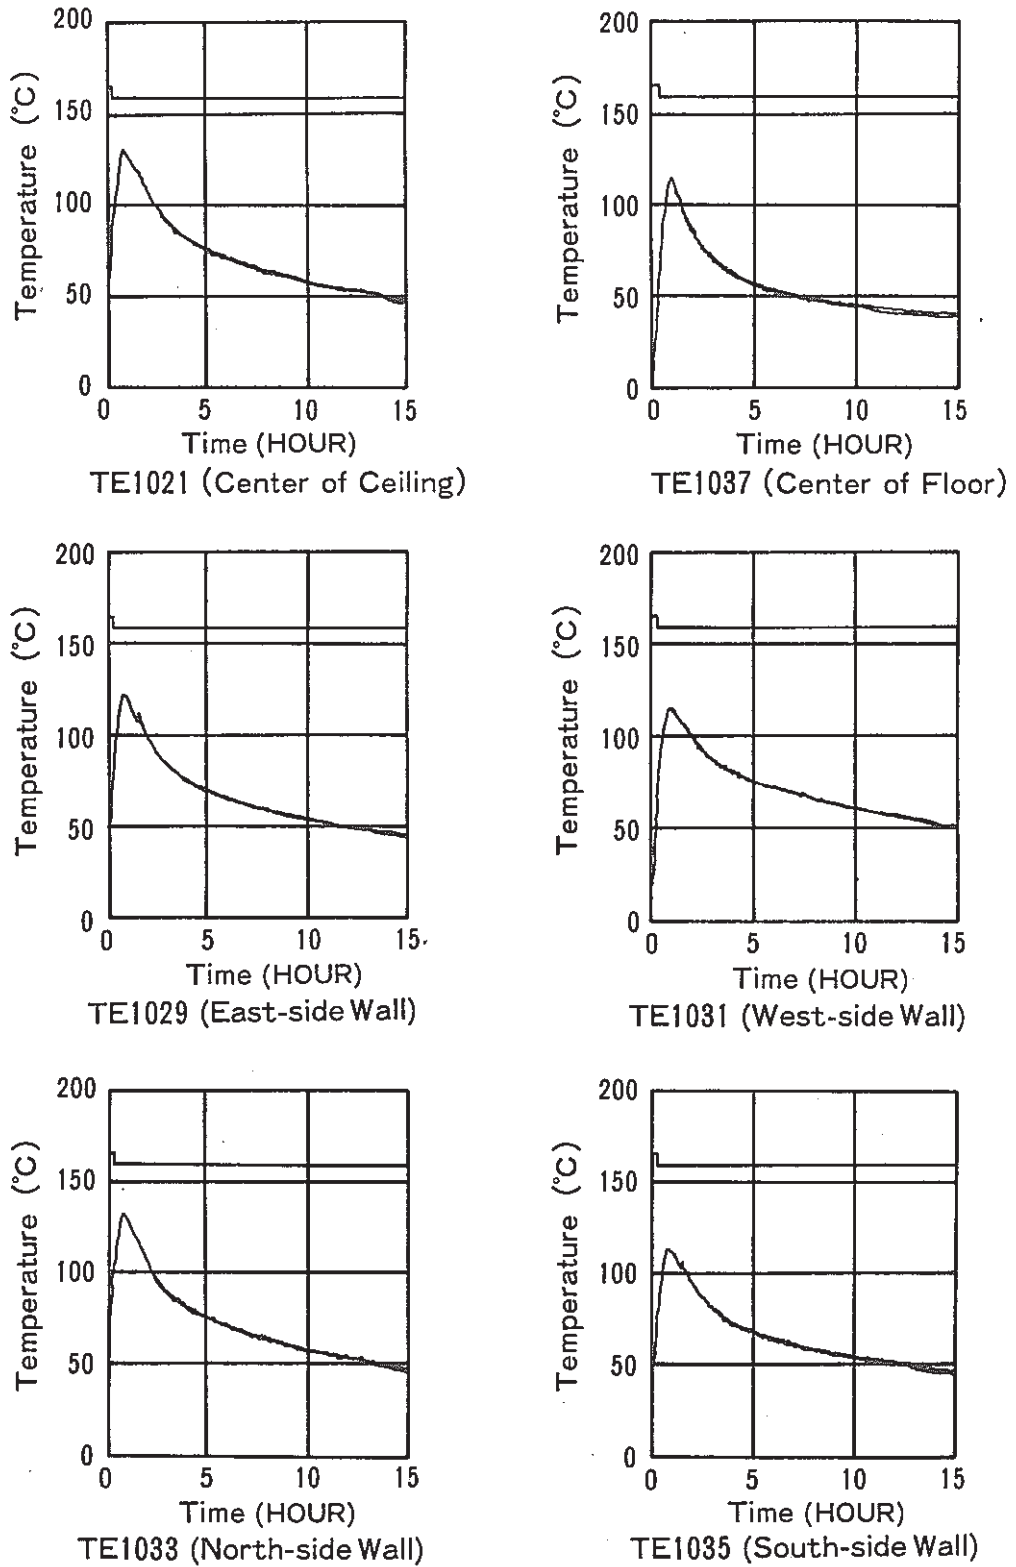 200
150
100
50
0
Temperature (°C)
0 5 10 15
Time (HOUR)
TE1021 (Center of Ceiling)
200
150
100
50
0
Temperature (°C)
0 5 10 15
Time (HOUR)
TE1037 (Center of Floor)
200
150
100
50
0
Temperature (°C)
0 5 10 15
Time (HOUR)
TE1029 (East-side Wall)
200
150
100
50
0
Temperature (°C)
0 5 10 15
Time (HOUR)
TE1031 (West-side Wall)
200
150
100
50
0
Temperature (°C)
0 5 10 15
Time (HOUR)
TE1033 (North-side Wall)
200
150
100
50
0
Temperature (°C)
0 5 10 15
Time (HOUR)
TE1035 (South-side Wall)